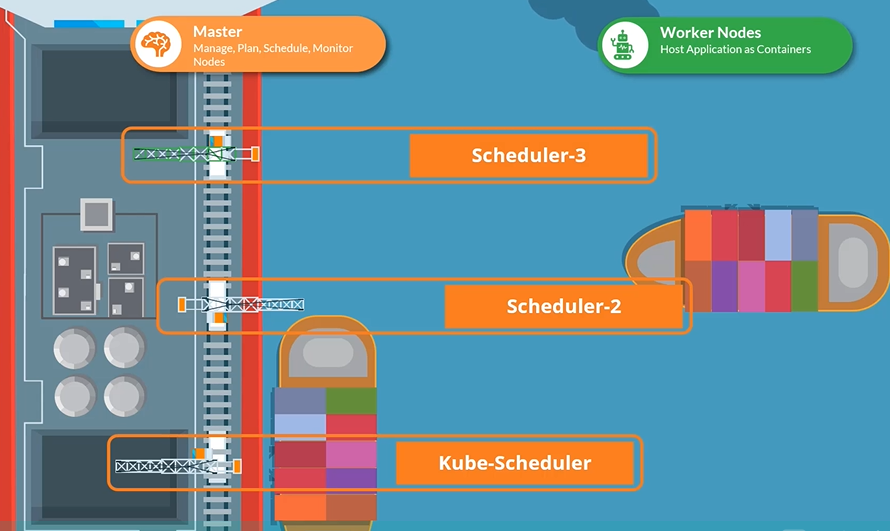 Master
Manage, Plan, Schedule, Monitor
Nodes
Worker Nodes
Host Application as Containers
Scheduler-3
Scheduler-2
Kube-Scheduler